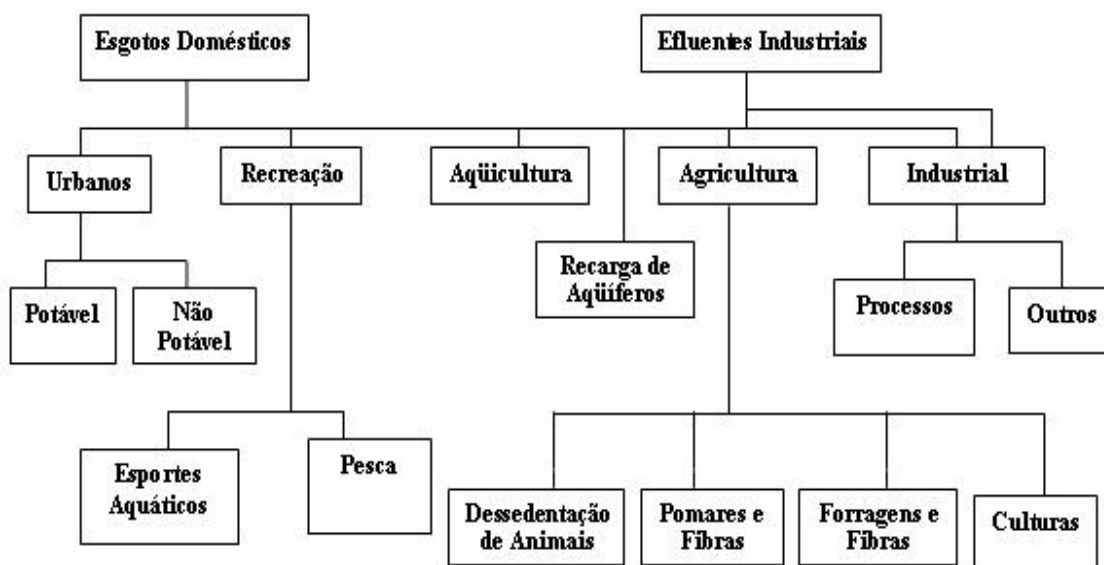 Esgotos Domésticos
Efluentes Industriais
Urbanos
Recreação
Aqüicultura
Agricultura
Industrial
Recarga de
Aqüíferos
Potável
Não
Potável
Processos
Outros
Esportes
Aquáticos
Pesca
Dessedentação
de Animais
Pomares e
Fibras
Forragens e
Fibras
Culturas